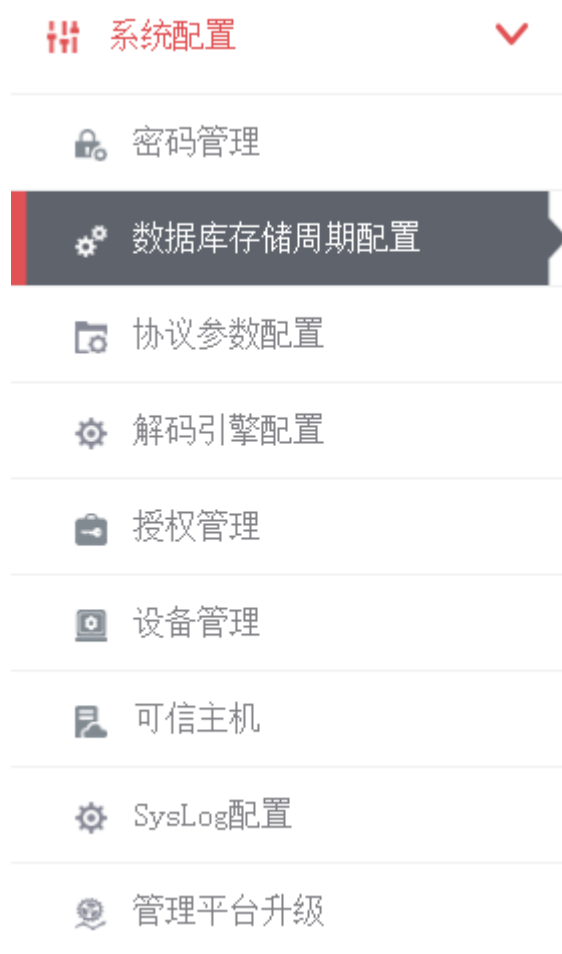 系统配置
密码管理
数据库存储周期配置
协议参数配置
解码引擎配置
授权管理
设备管理
可信主机
SysLog配置
管理平台升级